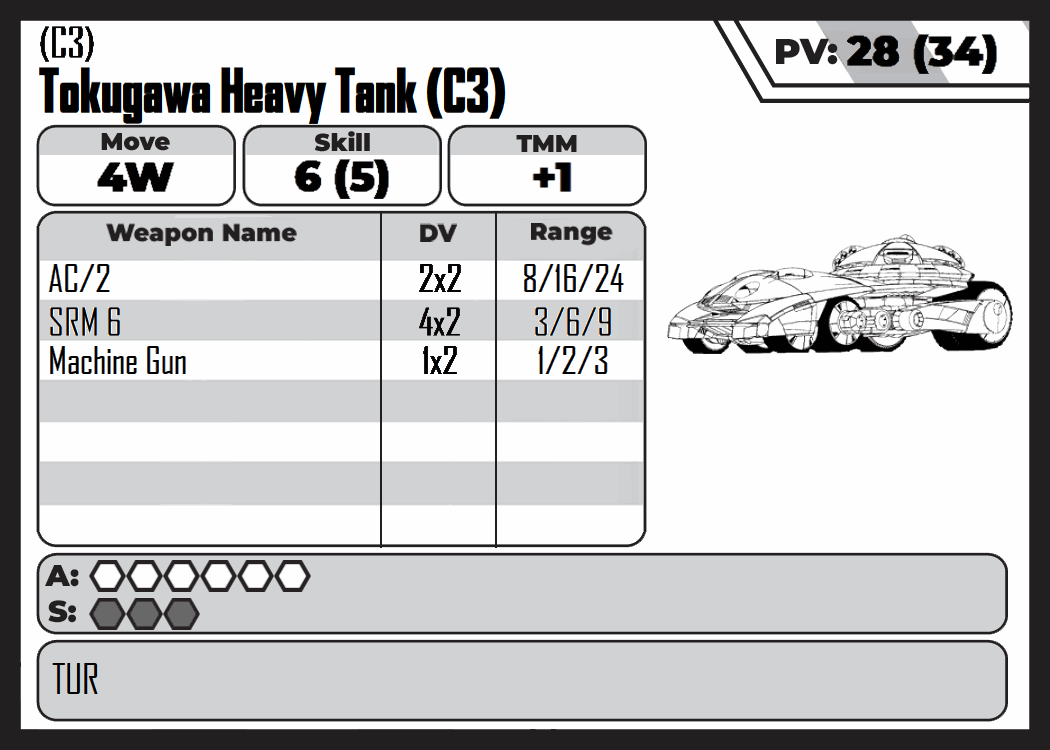 (C3)
PV: 28 (34)
Tokugawa Heavy Tank (C3)
Move Skill TMM
4W 6 (5) +1
Weapon Name DV Range
AC/2 2x2 8/16/24
SRM 6 4x2 3/6/9
Machine Gun 1x2 1/2/3
A:
S:
TUR